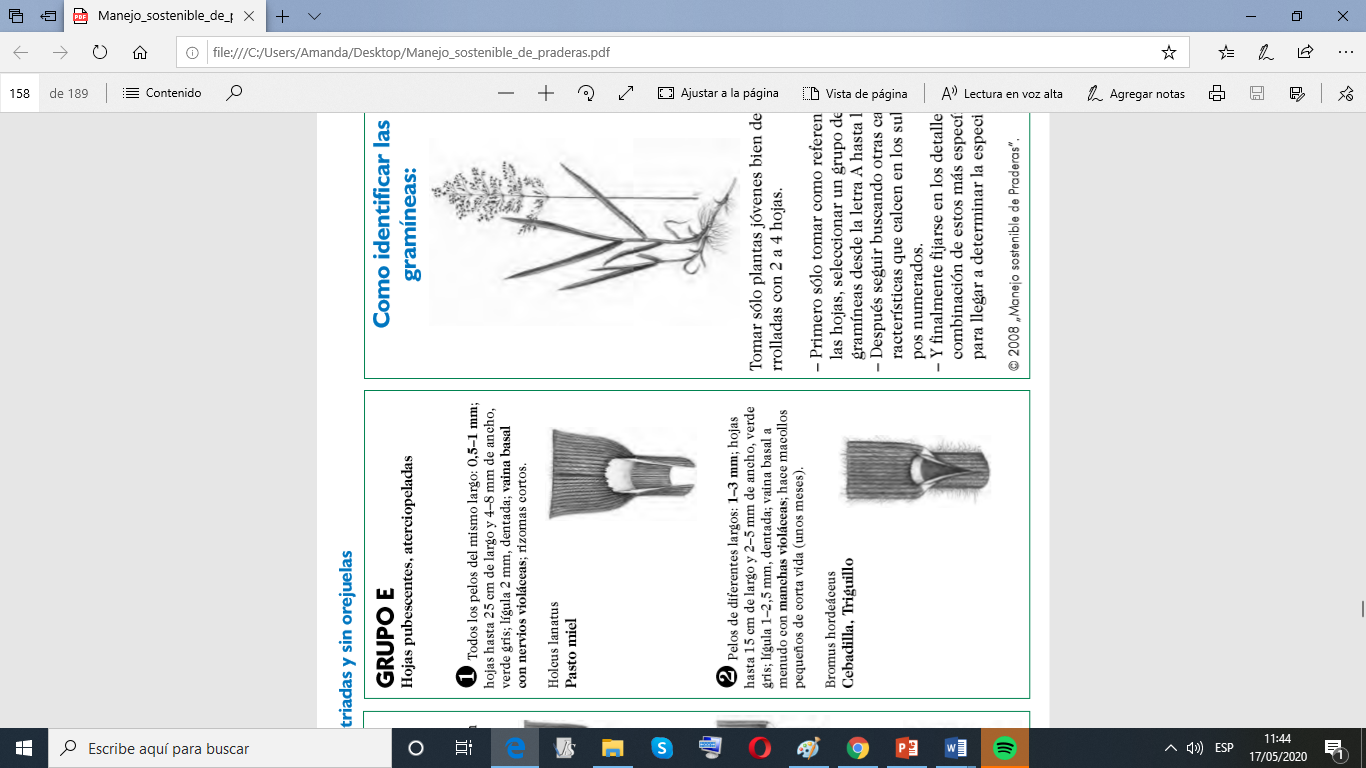 Manejo_sostenible_de_p
file:///C:/Users/Amanda/Desktop/Manejo_sostenible_de_praderas.pdf
158 de 189
Contenido
Ajustar a la página
Vista de página
Lectura en voz alta
Agregar notas
triadas y sin orejuelas
GRUPO E
Hojas pubescentes, aterciopeladas
1 Todos los pelos del mismo largo: 0,5–1 mm;
hojas hasta 25 cm de largo y 4–8 mm de ancho,
verde gris; lígula 2 mm, dentada; vaina basal
con nervios violáceas; rizomas cortos.
Holcus lanatus
Pasto miel
2 Pelos de diferentes largos: 1–3 mm; hojas
hasta 15 cm de largo y 2–5 mm de ancho, verde
gris; lígula 1–2,5 mm, dentada; vaina basal a
menudo con manchas violáceas; hace macollos
pequeños de corta vida (unos meses).
Bromus hordeáceus
Cebadilla, Triguillo
Como identificar las
gramíneas:
Tomar sólo plantas jóvenes bien de
rrolladas con 2 a 4 hojas.
– Primero sólo tomar como referen
las hojas, seleccionar un grupo de
gramíneas desde la letra A hasta l
– Después seguir buscando otras ca
racterísticas que calcen en los sul
pos numerados.
– Y finalmente fijarse en los detalle
combinación de estos más especí
para llegar a determinar la especi
© 2008 „Manejo sostenible de Praderas“.
Escribe aquí para buscar
ESP
11:44
17/05/2020
1